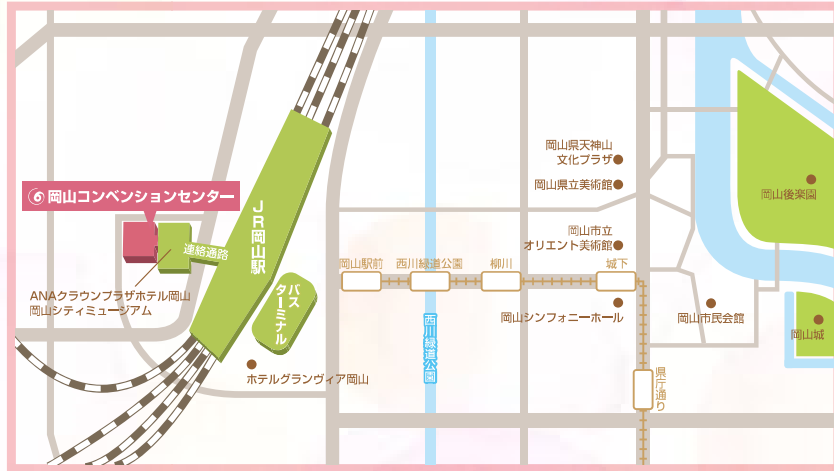 岡山県天神山
文化プラザ
岡山県立美術館
岡山後楽園
岡山コンベンションセンター
JR岡山駅
連絡通路
岡山市立
オリエント美術館
岡山駅前
西川緑道公園
柳川
城下
ANAクラウンプラザホテル岡山
岡山シティミュージアム
バス
ターミナル
岡山シンフォニーホール
岡山市民会館
岡山城
西川緑道公園
ホテルグランヴィア岡山
県庁通り